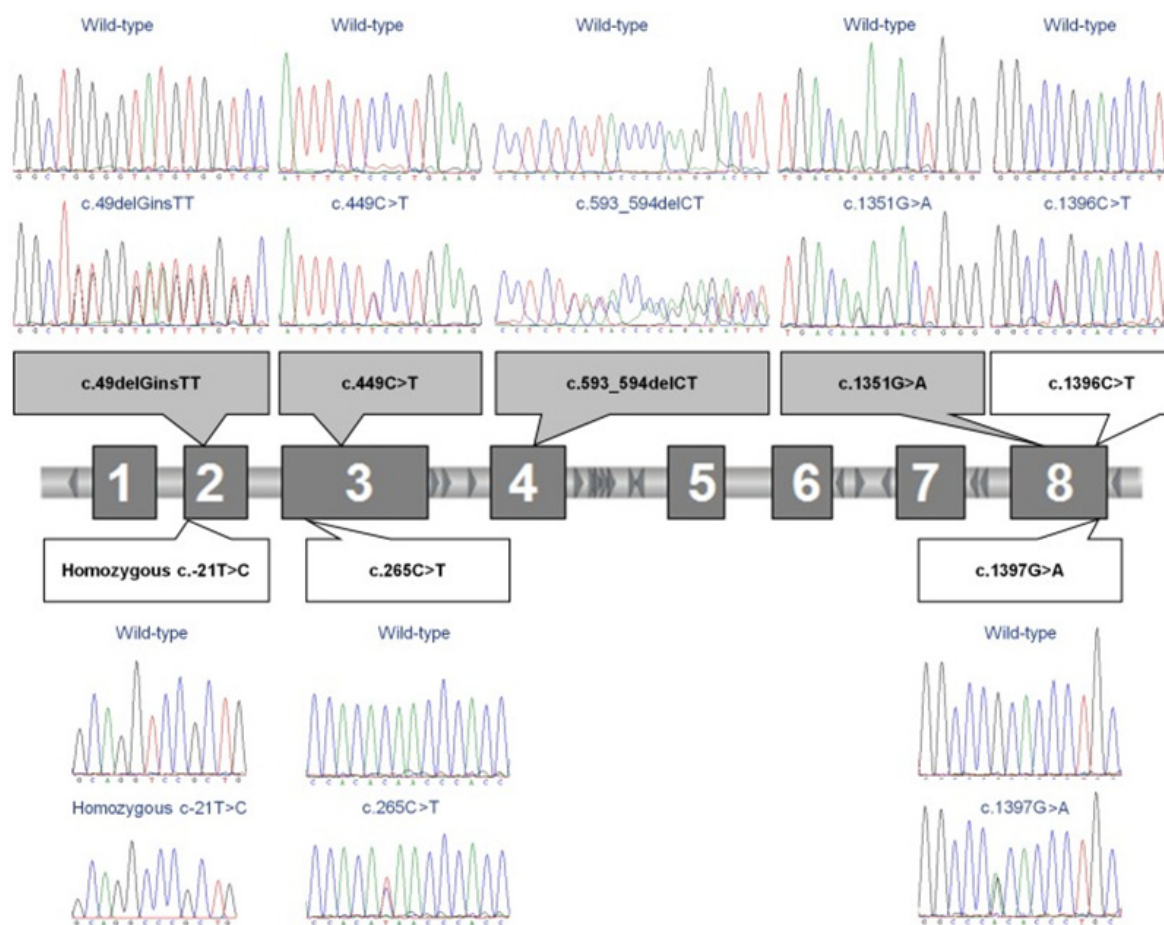 Wild-type
Wild-type
Wild-type
Wild-type
Wild-type
G G C T G G G G T A T A T G G T C C
A T T T C T C C C C T G A A G
T G A C A G A G A C T G G G
G G C C C G C A C C C T
c.49delGinsTT
c.449C>T
c.593_594delCT
c.1351G>A
c.1396C>T
T G A C A A A G A C T G G G
c.49delGinsTT
c.449C>T
c.593_594delCT
c.1351G>A
c.1396C>T
1
2
3
4
5
6
7
8
Homozygous c.-21T>C
c.265C>T
c.1397G>A
Wild-type
Wild-type
Wild-type
G C A G G T C C G C T G
C C A C A C A A C C C A C C
Homozygous c-21T>C
c.265C>T
c.1397G>A
G C A G G C C C G C T G
C C A C A T A A C C C A C C
G G C C C A C A C C C T G C